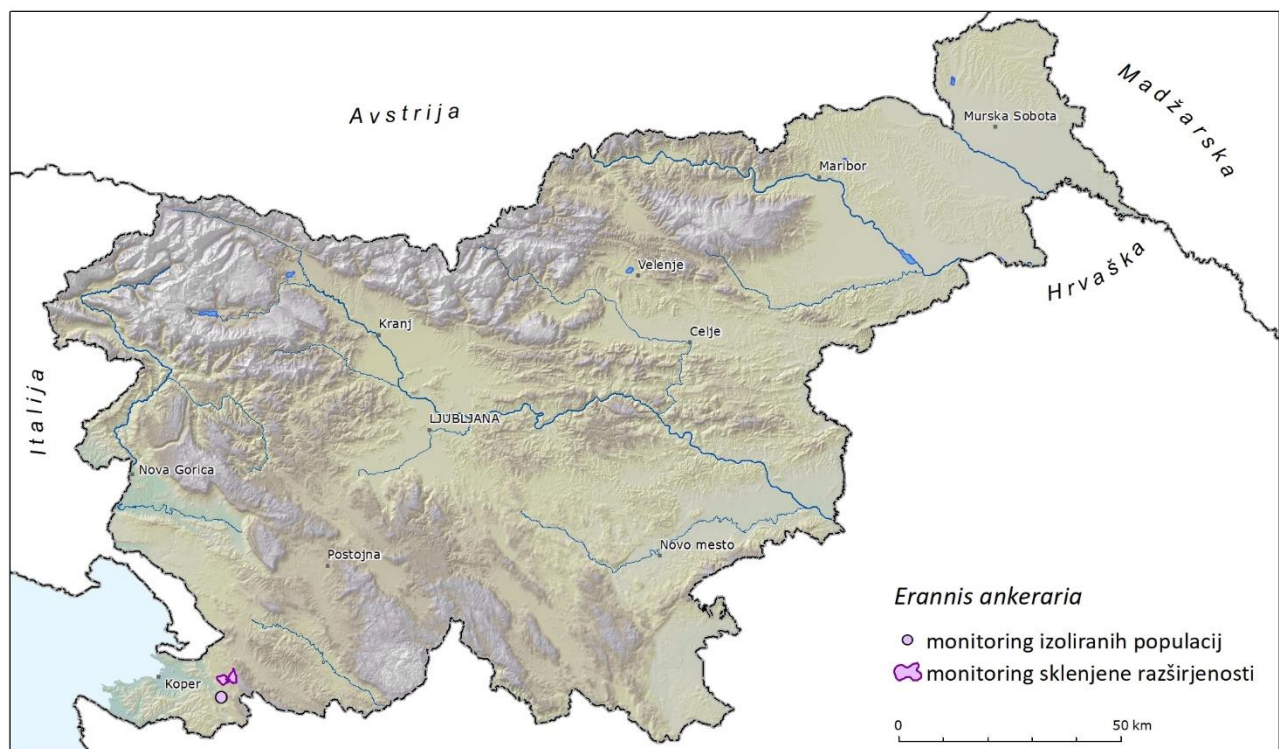 Avstrija
Madžarska
Murska Sobota
Maribor
Hrvaška
Velenje
Kranj
Celje
Italija
LJUBLJANA
Nova Gorica
Postojna
Novo mesto
Koper
Erannis ankeraria
monitoring izoliranih populacij
monitoring sklenjene razširjenosti
0 50 km